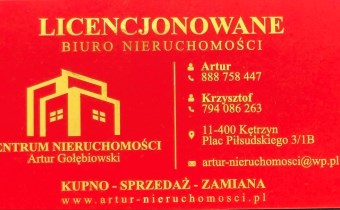 LICENCJONOWANE
BIURO NIERUCHOMOŚCI
CENTRUM NIERUCHOMOŚCI
Artur Gołębiowski
Artur
888 758 447
Krzysztof
794 086 263
11-400 Kętrzyn
Plac Piłsudskiego 3/1B
artur-nieruchomosci@wp.pl
KUPNO - SPRZEDAŻ - ZAMIANA
www.artur-nieruchomosci.pl